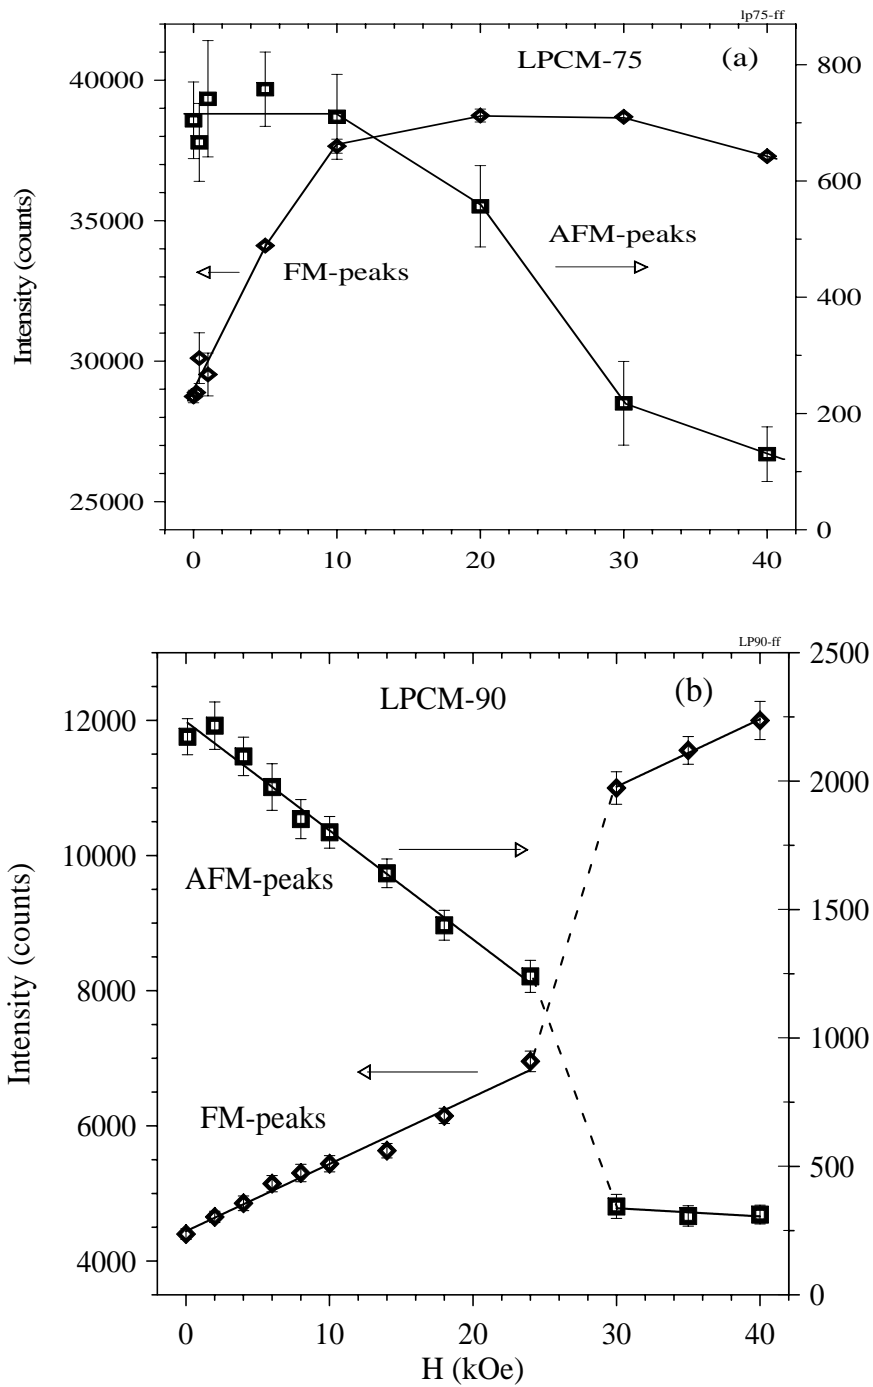 lp75-ff
LPCM-75
(a)
40000
35000
30000
25000
800
600
400
200
0
Intensity (counts)
AFM-peaks
FM-peaks
0 10 20 30 40
LP90-ff
LPCM-90
(b)
12000
10000
8000
6000
4000
2500
2000
1500
1000
500
0
Intensity (counts)
AFM-peaks
FM-peaks
0 10 20 30 40
H (kOe)